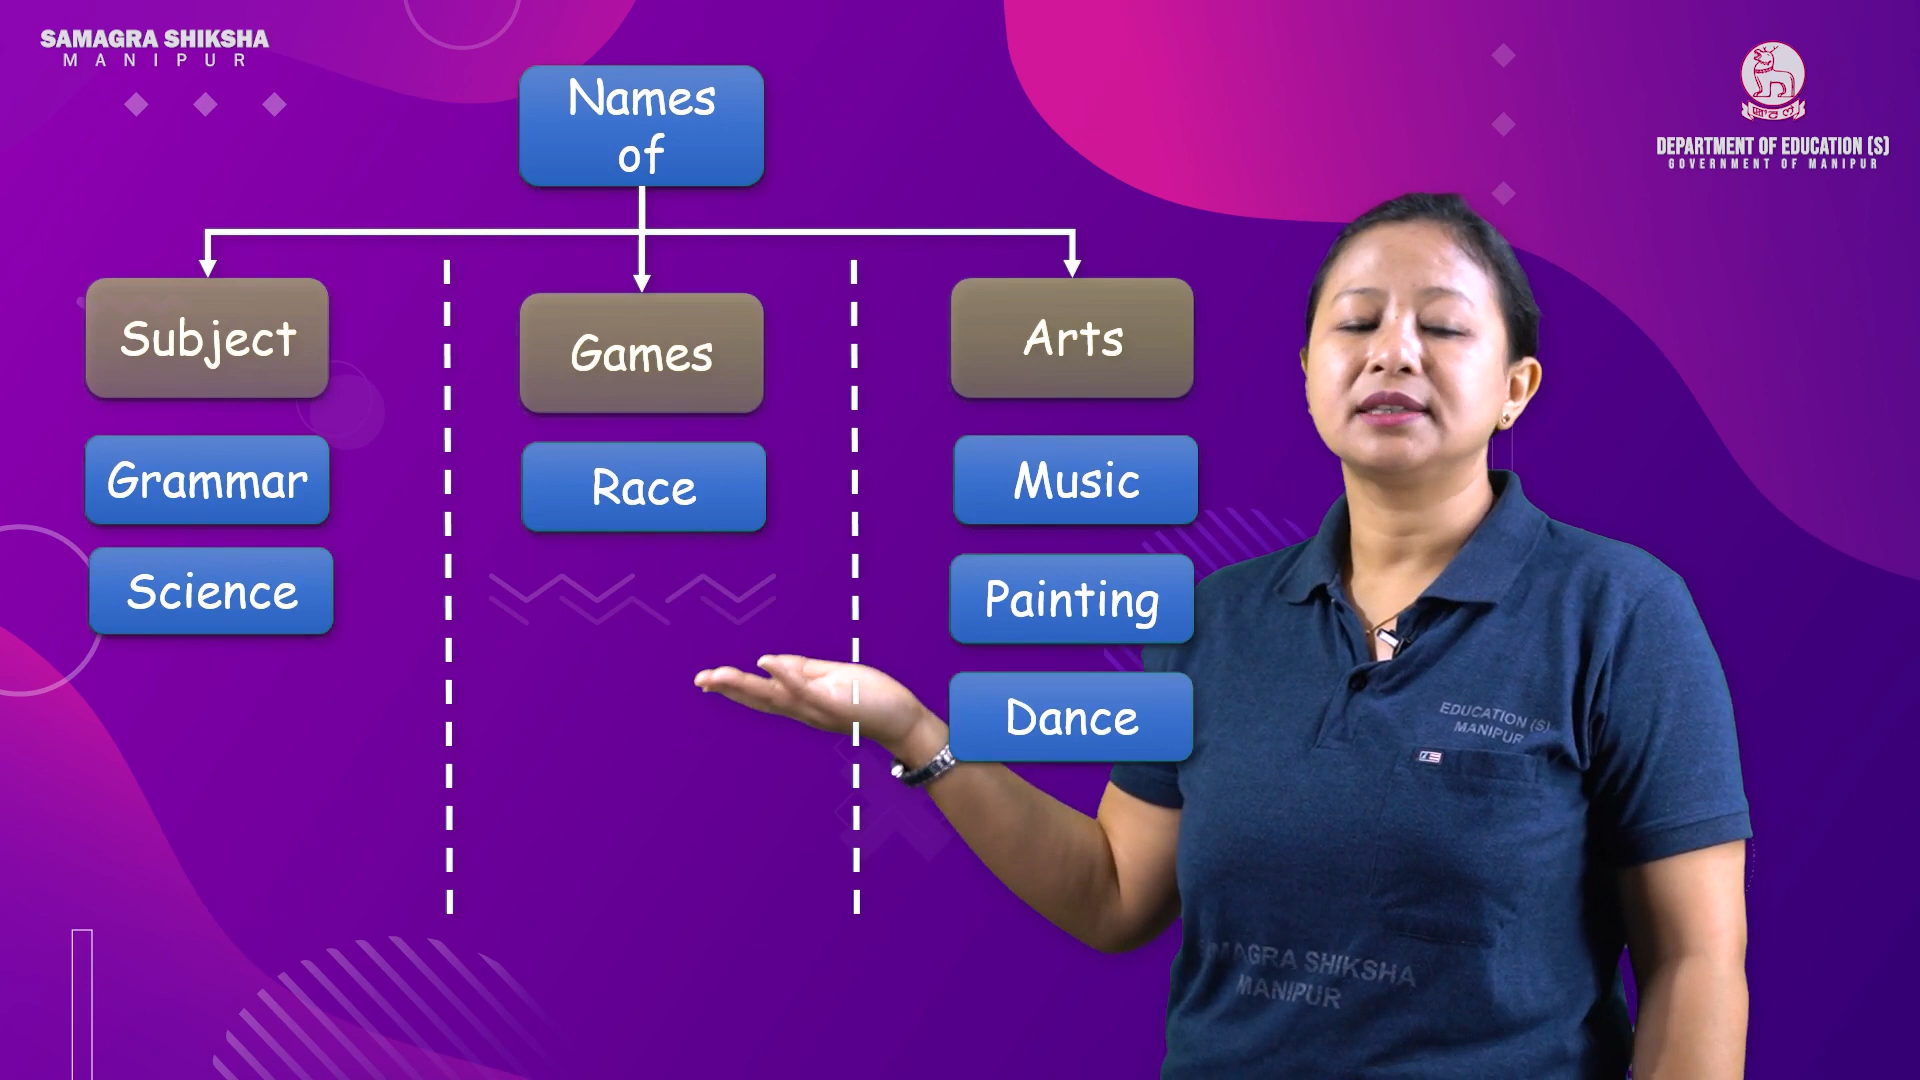 SAMAGRA SHIKSHA
MANIPUR
DEPARTMENT OF EDUCATION (S)
GOVERNMENT OF MANIPUR
Names
of
Subject
Games
Arts
Grammar
Race
Music
Science
Painting
Dance
EDUCATION (S)
MANIPUR
SAMAGRA SHIKSHA
MANIPUR